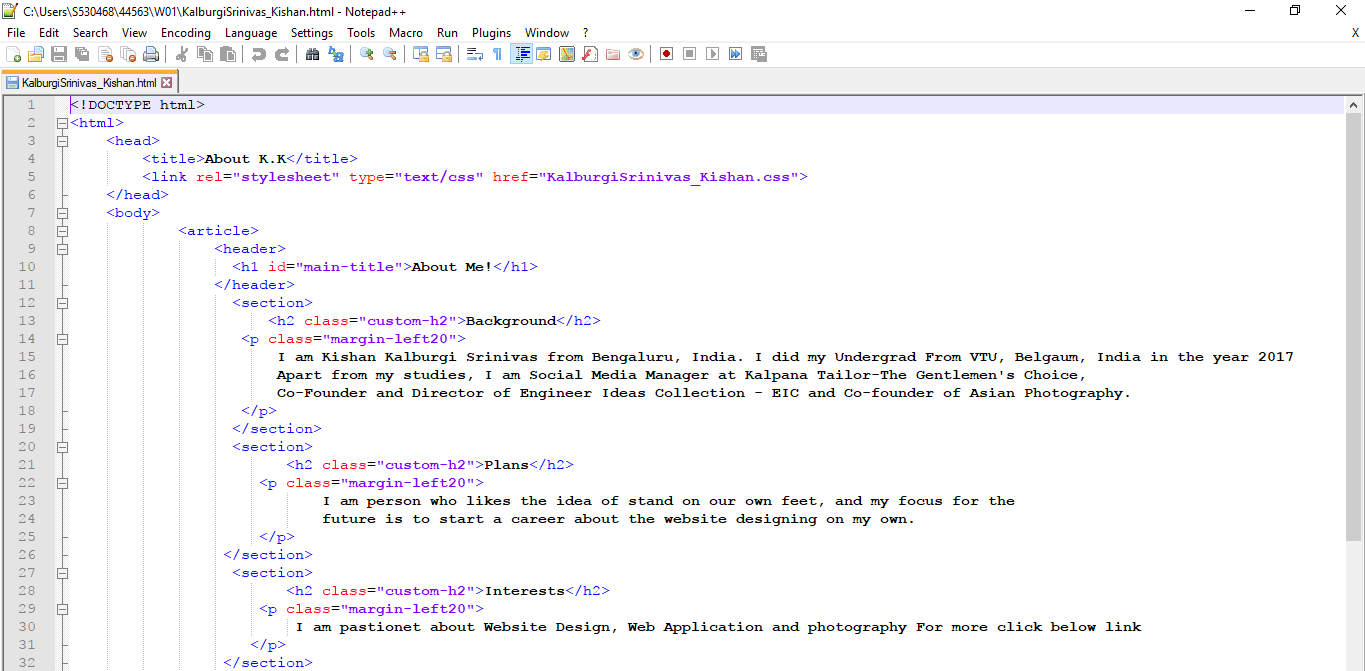 C:\Users\S530468\44563\W01\KalburgiSrinivas_Kishan.html - Notepad++
File Edit Search View Encoding Language Settings Tools Macro Run Plugins Window ? X
KalburgiSrinivas_Kishan.html
1 <!DOCTYPE html>
2 <html>
3 <head>
4 <title>About K.K</title>
5 <link rel="stylesheet" type="text/css" href="KalburgiSrinivas_Kishan.css">
6 </head>
7 <body>
8 <article>
9 <header>
10 <h1 id="main-title">About Me!</h1>
11 </header>
12 <section>
13 <h2 class="custom-h2">Background</h2>
14 <p class="margin-left20">
15 I am Kishan Kalburgi Srinivas from Bengaluru, India. I did my Undergrad From VTU, Belgaum, India in the year 2017
16 Apart from my studies, I am Social Media Manager at Kalpana Tailor-The Gentlemen's Choice,
17 Co-Founder and Director of Engineer Ideas Collection - EIC and Co-founder of Asian Photography.
18 </p>
19 </section>
20 <section>
21 <h2 class="custom-h2">Plans</h2>
22 <p class="margin-left20">
23 I am person who likes the idea of stand on our own feet, and my focus for the
24 future is to start a career about the website designing on my own.
25 </p>
26 </section>
27 <section>
28 <h2 class="custom-h2">Interests</h2>
29 <p class="margin-left20">
30 I am pastionet about Website Design, Web Application and photography For more click below link
31 </p>
32 </section>